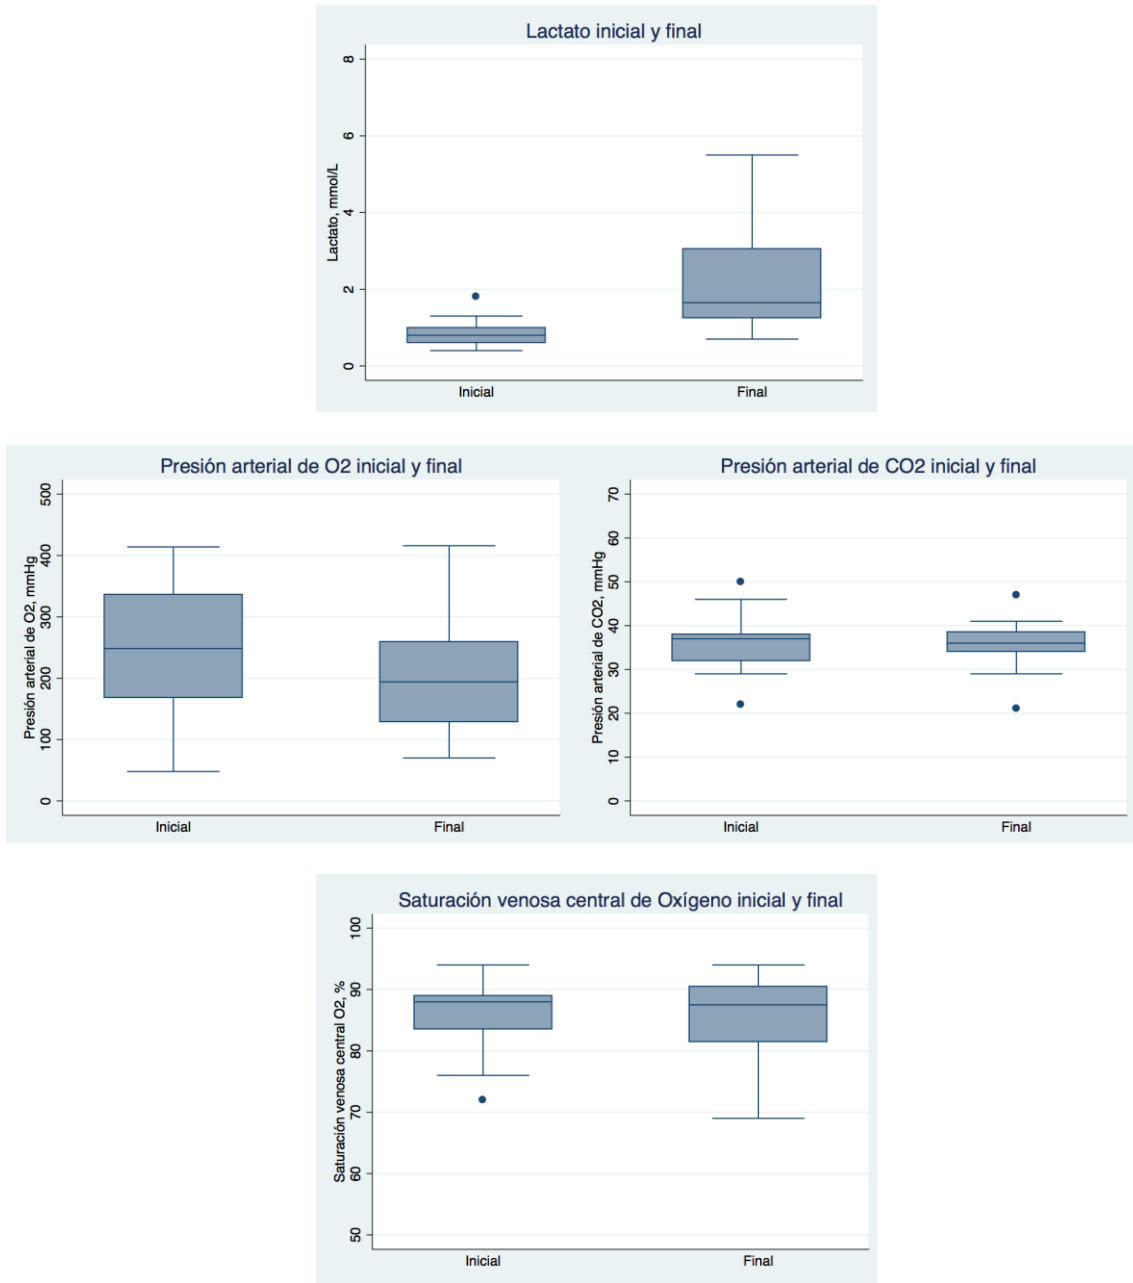 Lactato inicial y final
Lactato, mmol/L
8
6
4
2
0
Inicial
Final
Presión arterial de O2 inicial y final
Presión arterial de O2, mmHg
500
400
300
200
100
0
Inicial
Final
Presión arterial de CO2 inicial y final
Presión arterial de CO2, mmHg
70
60
50
40
30
20
10
0
Inicial
Final
Saturación venosa central de Oxígeno inicial y final
Saturación venosa central O2, %
100
90
80
70
60
50
Inicial
Final